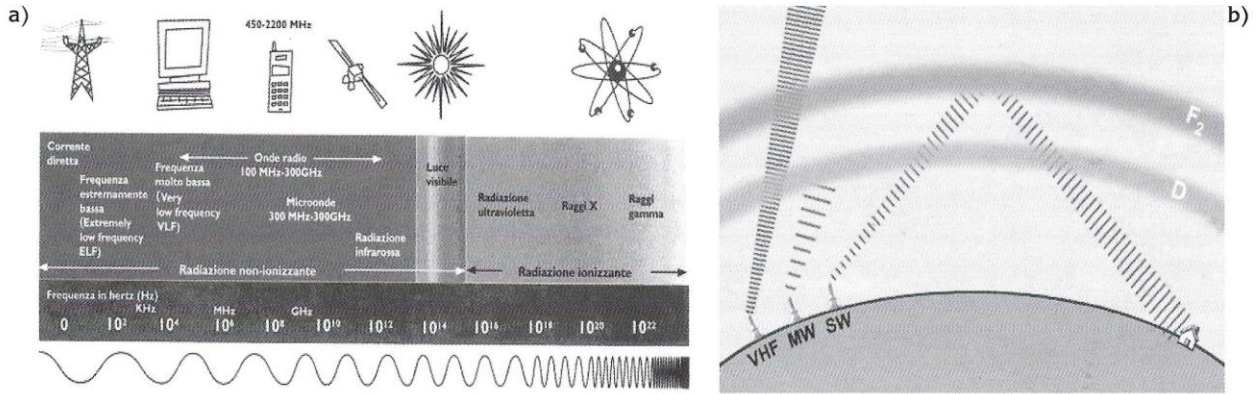 a)
450-2200 MHz
Corrente
diretta
Frequenza
estremamente
bassa
(Extremely
low frequency
ELF)
Frequenza
molto bassa
(Very
low frequency
VLF)
Onde radio
100 MHz-300GHz
Microonde
300 MHz-300GHz
Radiazione
infrarossa
Luce
visibile
Radiazione
ultravioletta
Raggi X
Raggi
gamma
Radiazione non-ionizzante
Radiazione ionizzante
Frequenza in hertz (Hz)
KHz
MHz
GHz
0 10² 10⁴ 10⁶ 10⁸ 10¹⁰ 10¹² 10¹⁴ 10¹⁶ 10¹⁸ 10²⁰ 10²²
b)
F₂
D
VHF
MW
SW